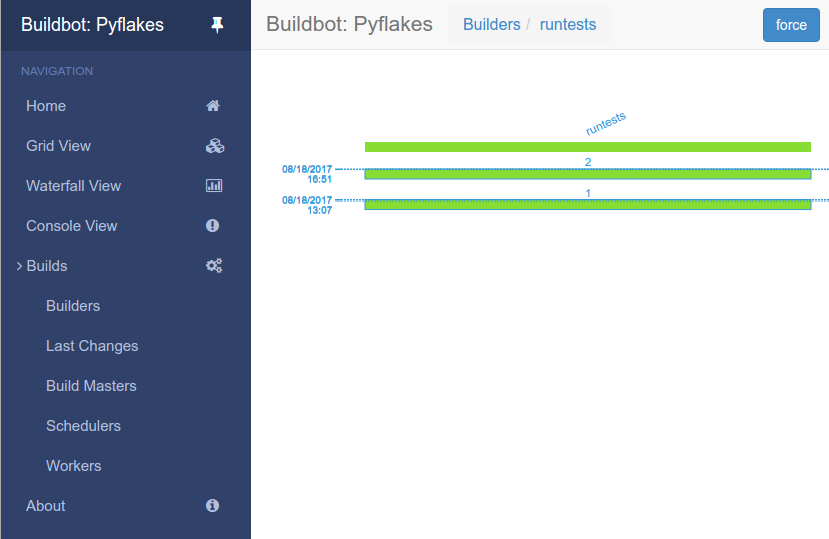 Buildbot: Pyflakes
Buildbot: Pyflakes Builders / runtests force
NAVIGATION
Home
Grid View
Waterfall View
Console View
Builds
Builders
Last Changes
Build Masters
Schedulers
Workers
About
runtests
2
08/18/2017
16:51
1
08/18/2017
13:07